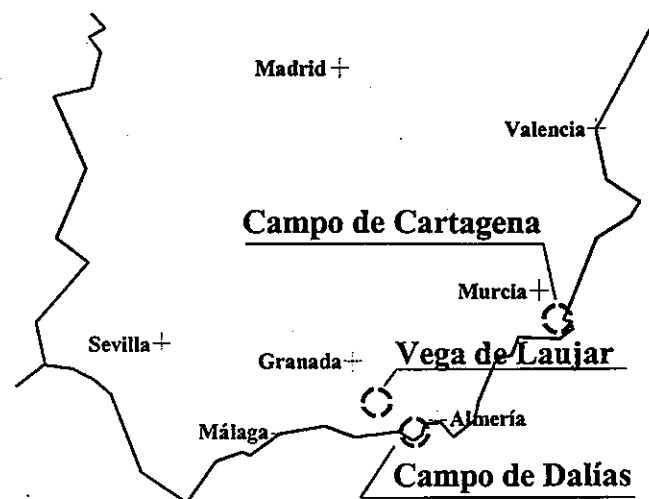 Madrid
Valencia
Campo de Cartagena
Murcia
Sevilla
Granada
Vega de Laujar
Málaga
Almería
Campo de Dalías